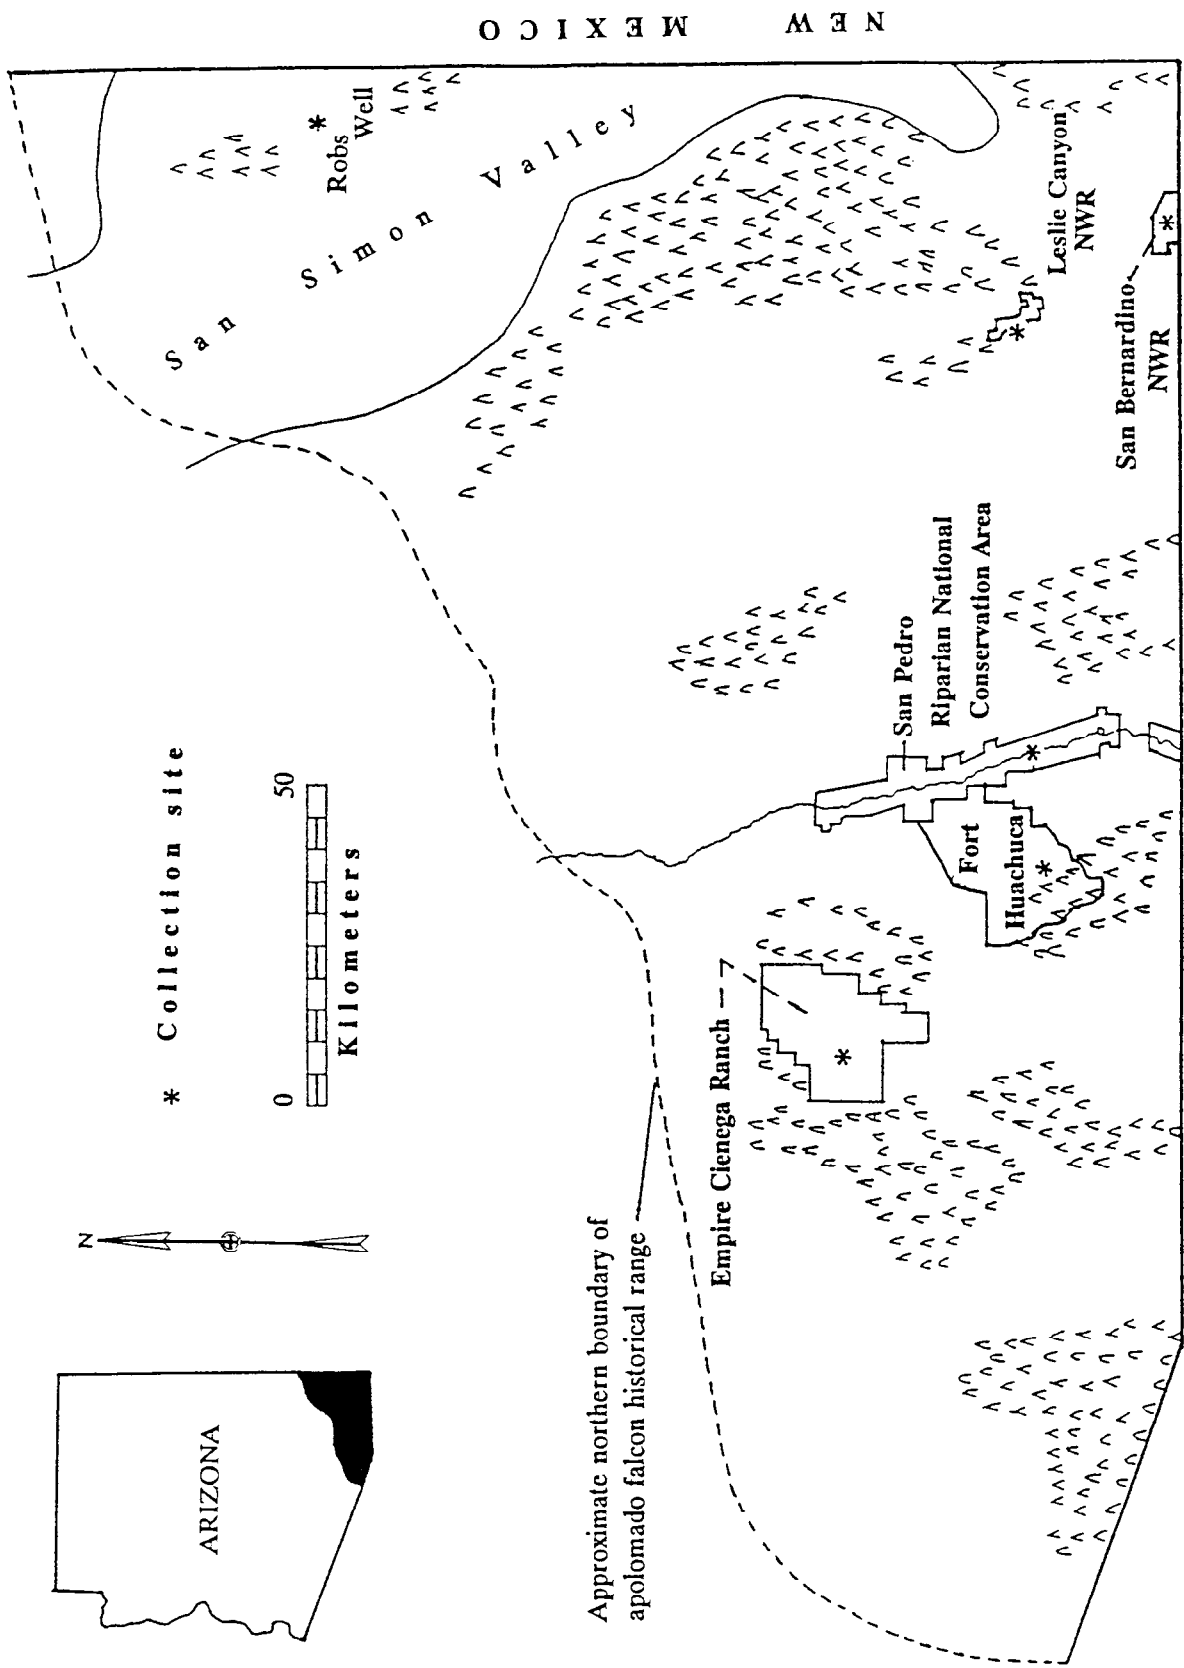 N
ARIZONA
* Collection site
0 50
Kilometers
NEW MEXICO
Approximate northern boundary of
apolomado falcon historical range
San Simon Valley
Robs
Well
Empire Cienega Ranch
Fort
Huachuca
San Pedro
Riparian National
Conservation Area
Leslie Canyon
NWR
San Bernardino
NWR